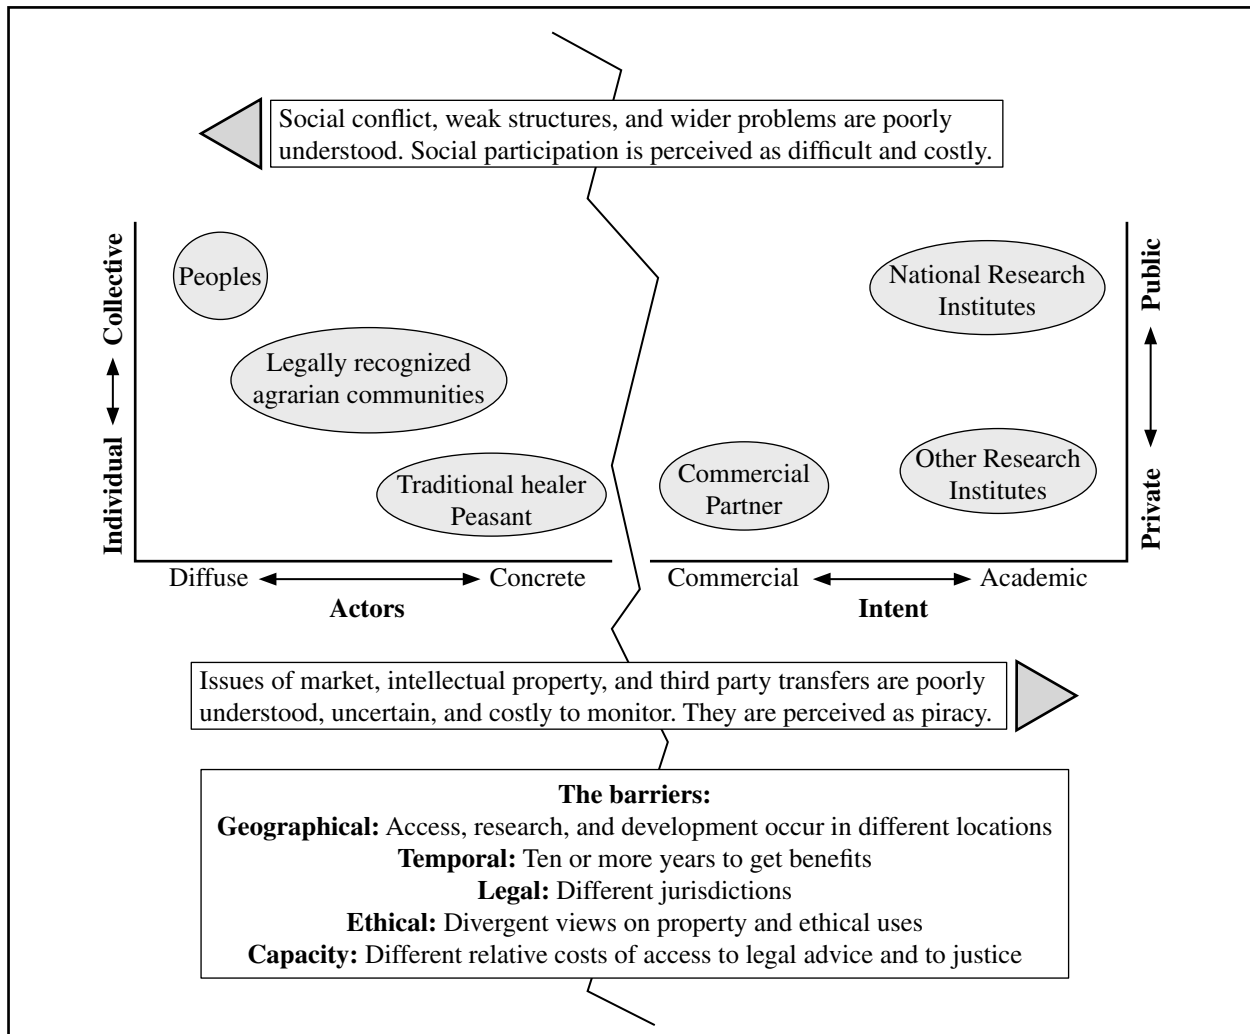 Social conflict, weak structures, and wider problems are poorly
understood. Social participation is perceived as difficult and costly.
Collective
Individual
Peoples
Legally recognized
agrarian communities
Traditional healer
Peasant
Diffuse
Concrete
Actors
National Research
Institutes
Commercial
Partner
Other Research
Institutes
Public
Private
Commercial
Academic
Intent
Issues of market, intellectual property, and third party transfers are poorly
understood, uncertain, and costly to monitor. They are perceived as piracy.
The barriers:
Geographical: Access, research, and development occur in different locations
Temporal: Ten or more years to get benefits
Legal: Different jurisdictions
Ethical: Divergent views on property and ethical uses
Capacity: Different relative costs of access to legal advice and to justice